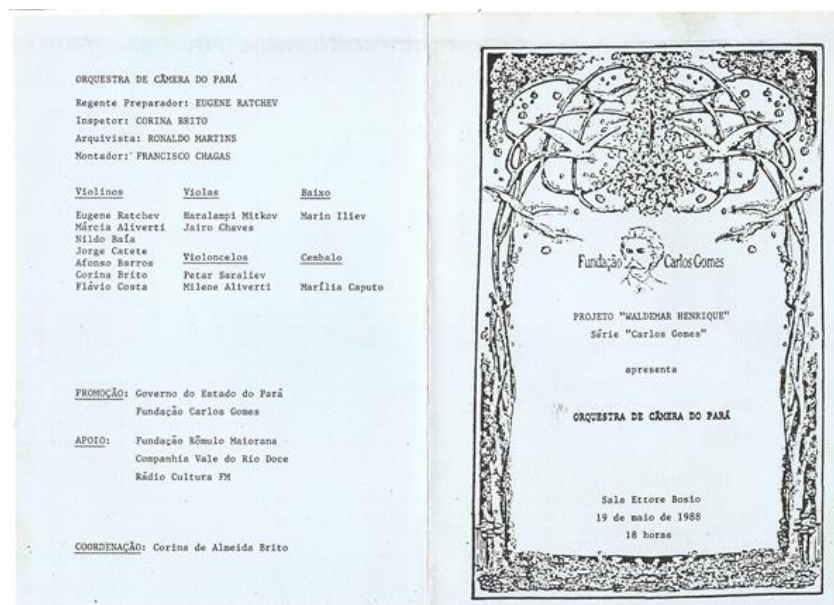 ORQUESTRA DE CÂMERA DO PARÁ
Regente Preparador: EUGENE RATCHEV
Inspetor: CORINA BRITO
Arquivista: RONALDO MARTINS
Montador: FRANCISCO CHAGAS
Violinos
Eugene Ratchev
Márcia Aliverti
Nildo Baía
Jorge Catete
Afonso Barros
Corina Brito
Flávio Costa
Violas
Haralampi Mitkov
Jairo Chaves
Violoncelos
Petar Saraliev
Milene Aliverti
Baixo
Marin Iliev
Cembalo
Marília Caputo
PROMOÇÃO: Governo do Estado do Pará
Fundação Carlos Gomes
APOIO: Fundação Rômulo Maiorana
Companhia Vale do Rio Doce
Rádio Cultura FM
COORDENAÇÃO: Corina de Almeida Brito
Fundação Carlos Gomes
PROJETO "WALDEMAR HENRIQUE"
Série "Carlos Gomes"
apresenta
ORQUESTRA DE CÂMERA DO PARÁ
Sala Ettore Bosio
19 de maio de 1988
18 horas